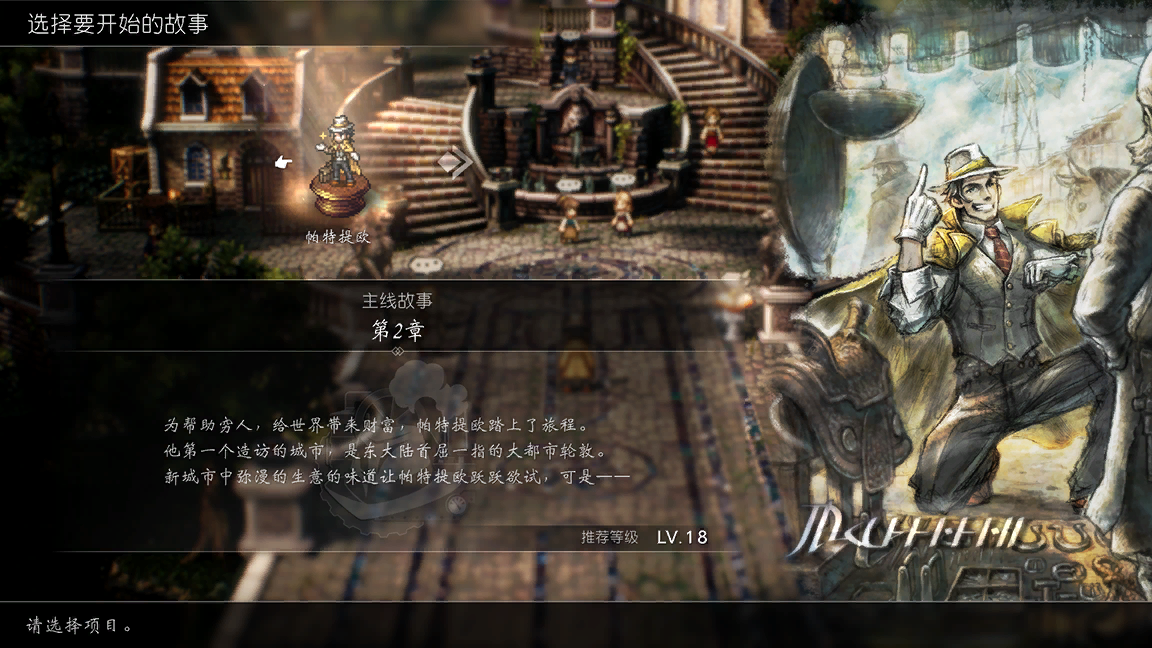 选择要开始的故事
帕特提欧
主线故事
第2章
为帮助穷人，给世界带来财富，帕特提欧踏上了旅程。
他第一个造访的城市，是东大陆首屈一指的大都市轮敦。
新城市中弥漫的生意的味道让帕特提欧跃跃欲试，可是——
推荐等级 LV.18
请选择项目。